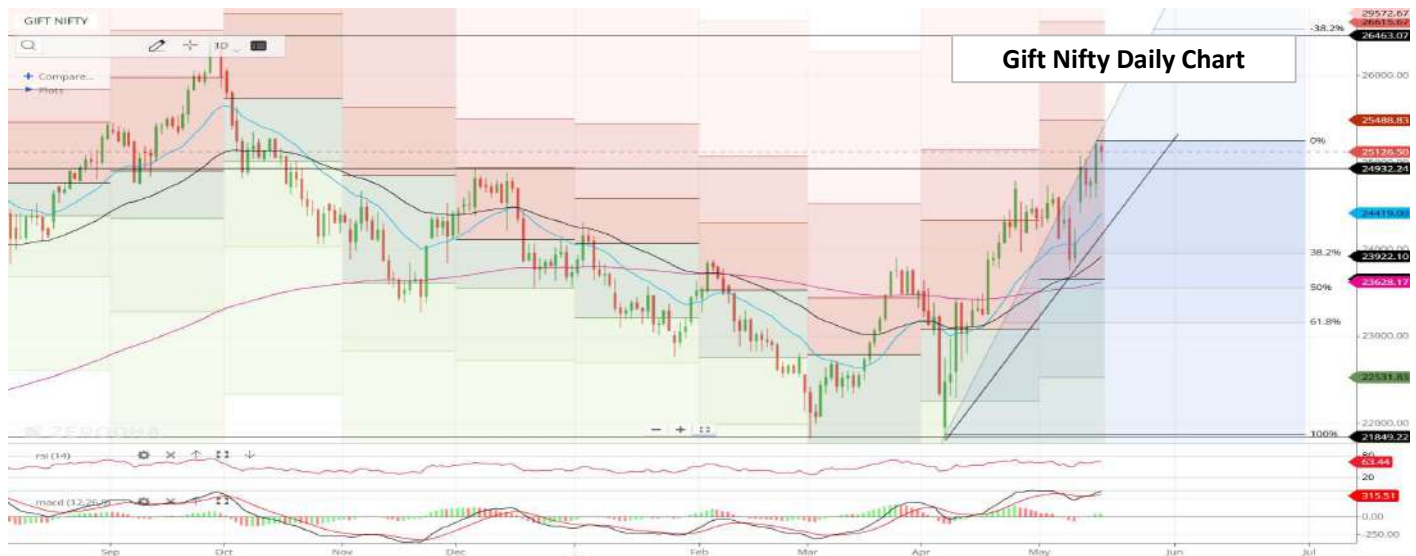 GIFT NIFTY
1D
+ Compare...
Plots
Gift Nifty Daily Chart
29572.67
26615.67
-38.2%
26463.07
26000.00
25488.83
0%
25126.50
24932.24
24419.03
38.2%
23922.10
50%
23628.17
61.8%
23000.00
22531.83
22000.00
100%
21849.22
ZERODHA
rsi (14)
80
63.44
20
macd (12,26,9)
315.51
0.00
-250.00
Sep Oct Nov Dec Feb Mar Apr May Jun Jul